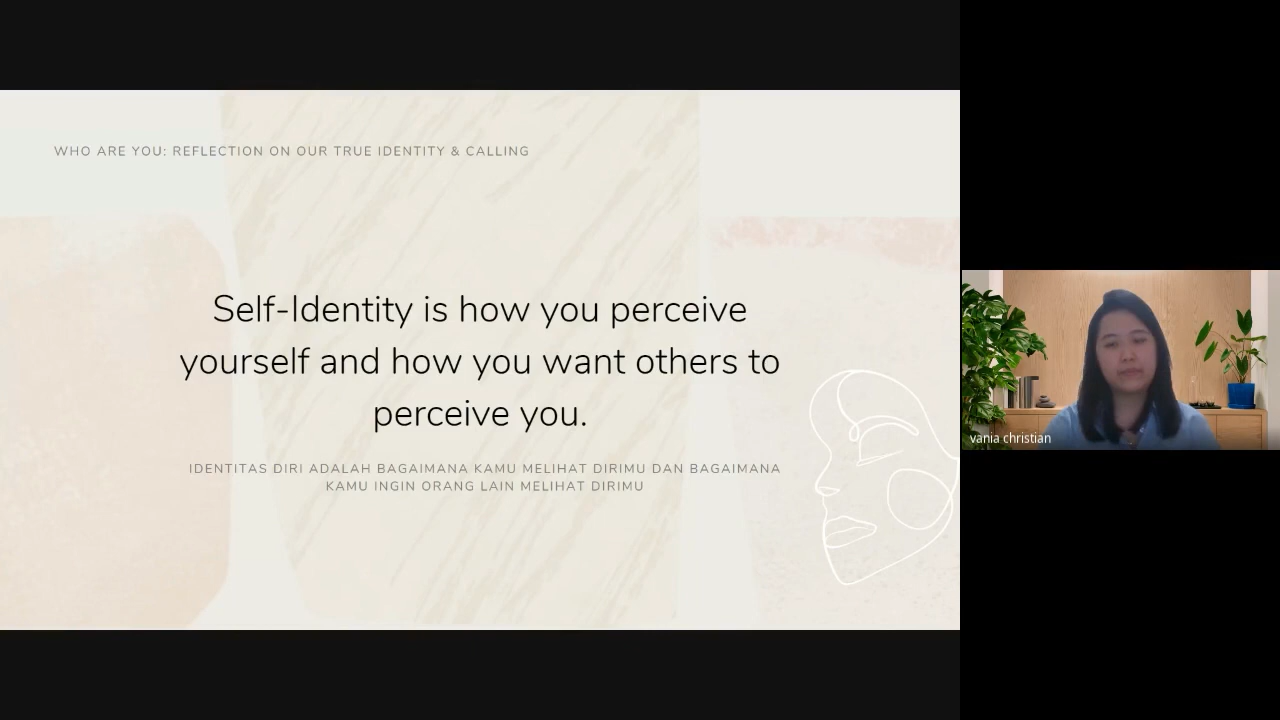 WHO ARE YOU: REFLECTION ON OUR TRUE IDENTITY & CALLING
Self-Identity is how you perceive
yourself and how you want others to
perceive you.
IDENTITAS DIRI ADALAH BAGAIMANA KAMU MELIHAT DIRIMU DAN BAGAIMANA
KAMU INGIN ORANG LAIN MELIHAT DIRIMU
vania christian